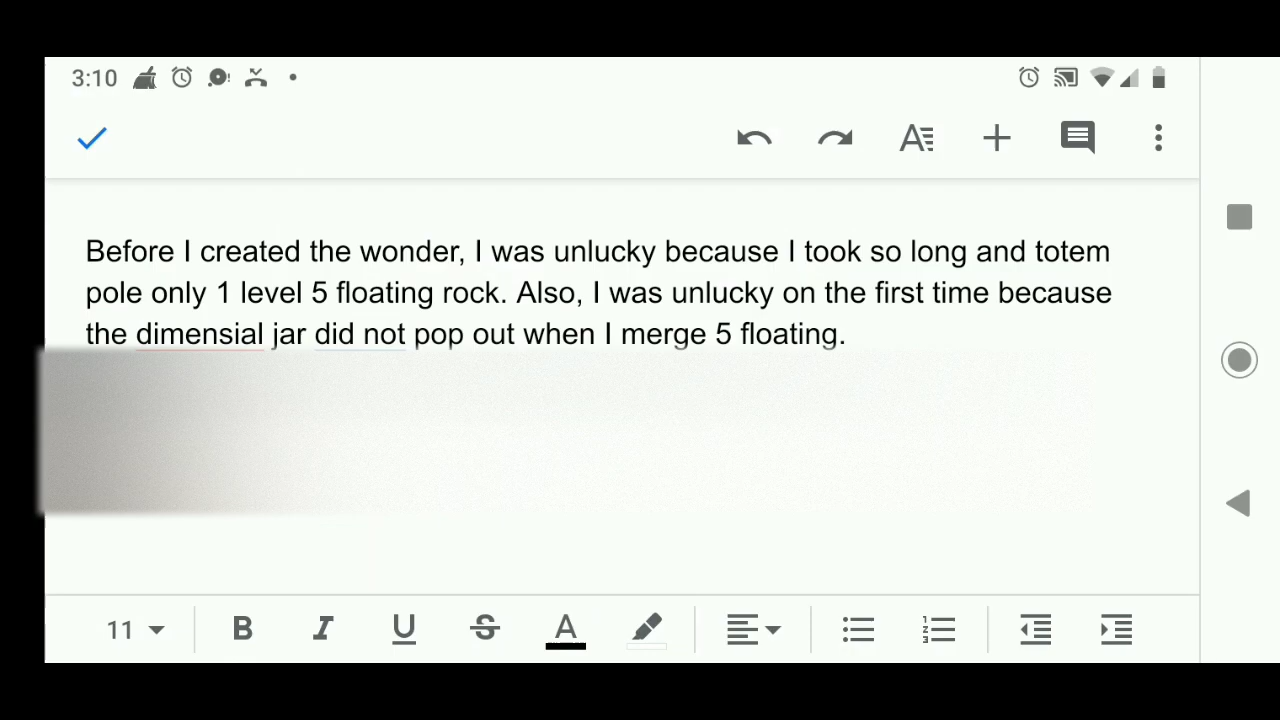 3:10
Before I created the wonder, I was unlucky because I took so long and totem
pole only 1 level 5 floating rock. Also, I was unlucky on the first time because
the dimensial jar did not pop out when I merge 5 floating.
11 B I U S A